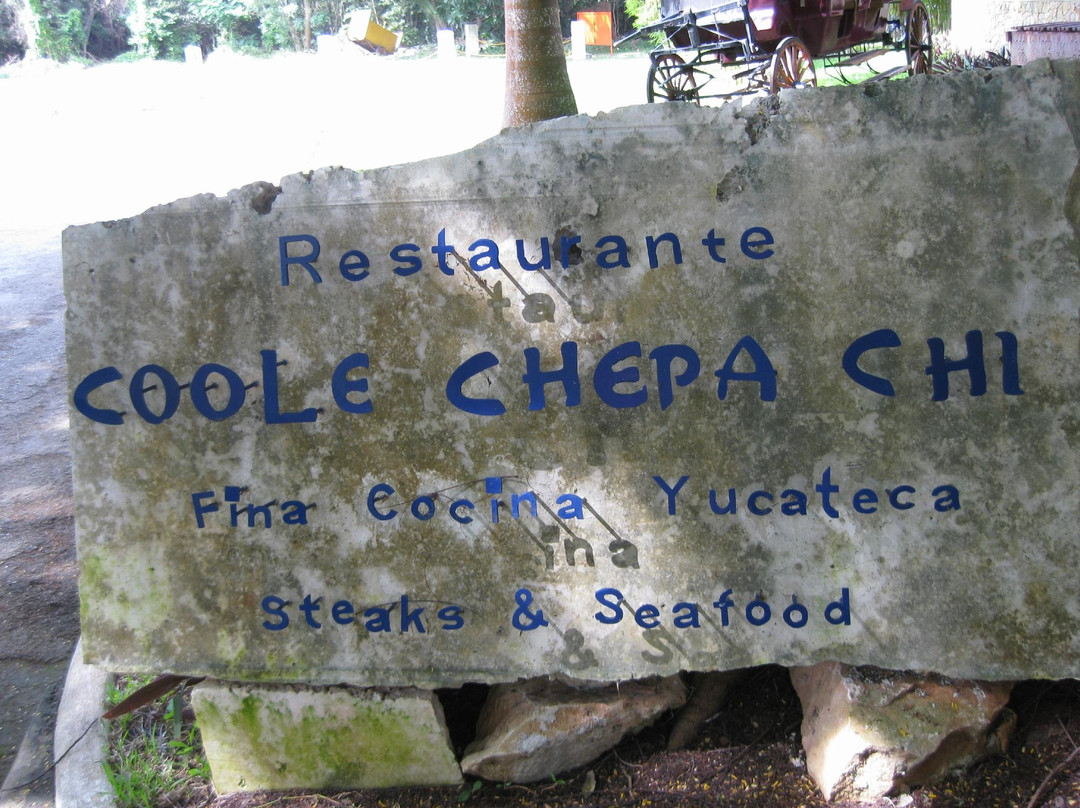 Restaurante
COOLE CHEPA CHI
Fina Cocina Yucateca
Steaks & Seafood